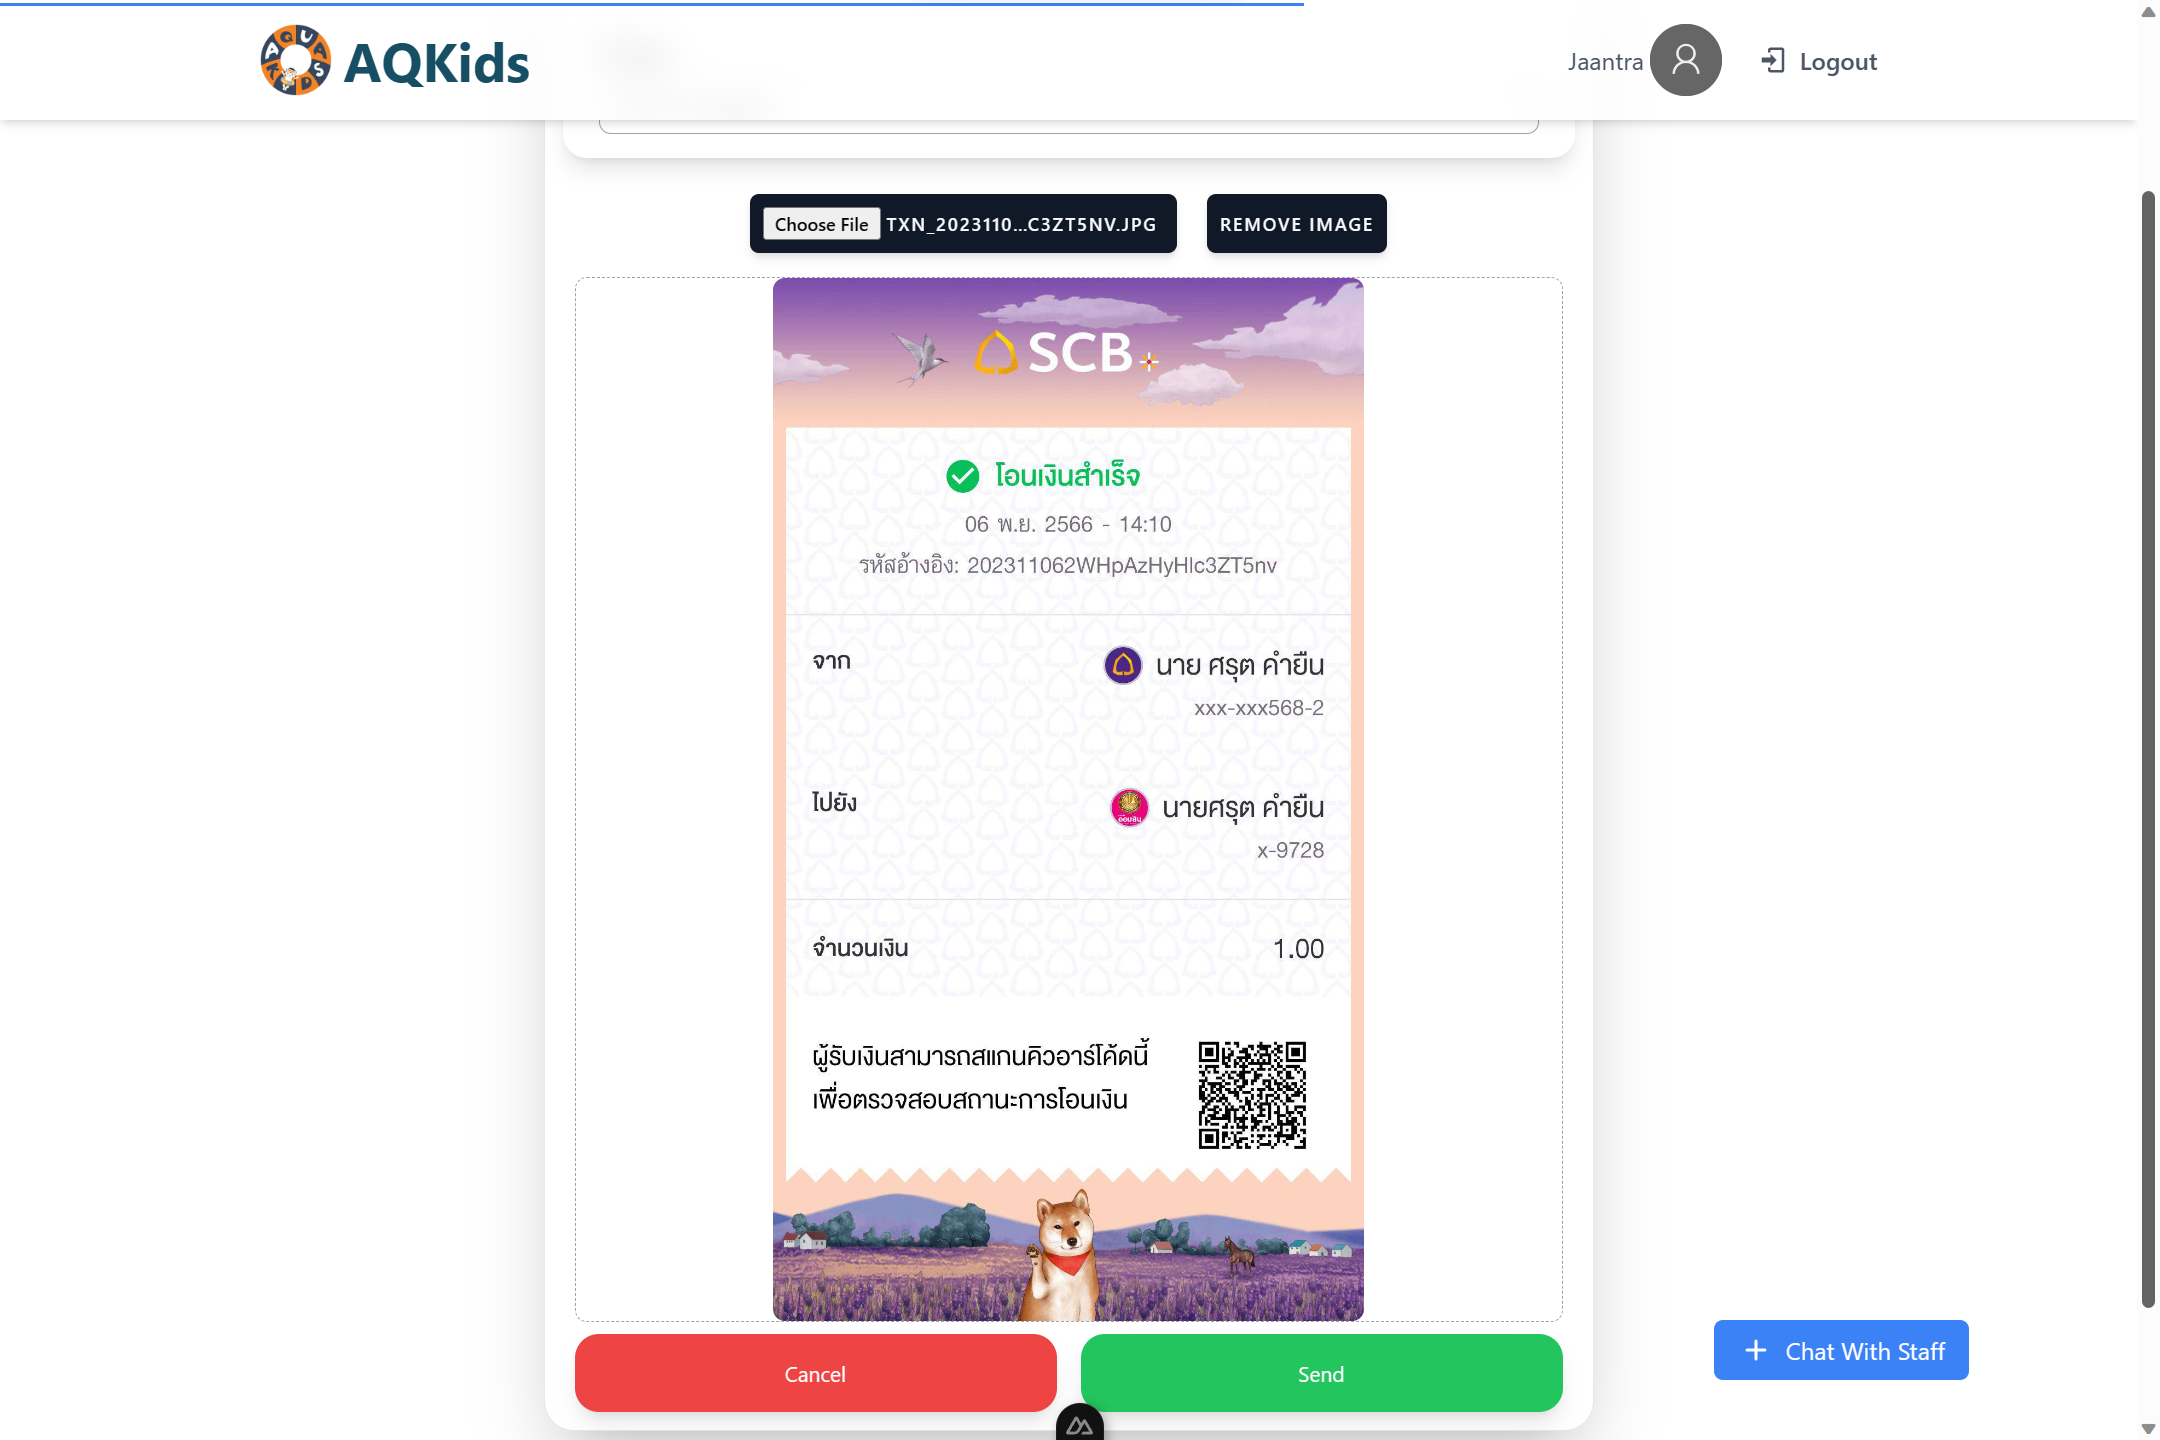 AQKids
Jaantra
Logout
Choose File TXN_2023110...C3ZT5NV.JPG
REMOVE IMAGE
SCB
โอนเงินสำเร็จ
06 พ.ย. 2566 - 14:10
รหัสอ้างอิง: 202311062WHpAzHyHlc3ZT5nv
จาก
นาย ศรุต คำยืน
xxx-xxx568-2
ไปยัง
นายศรุต คำยืน
x-9728
จำนวนเงิน
1.00
ผู้รับเงินสามารถสแกนคิวอาร์โค้ดนี้
เพื่อตรวจสอบสถานะการโอนเงิน
Cancel
Send
Chat With Staff